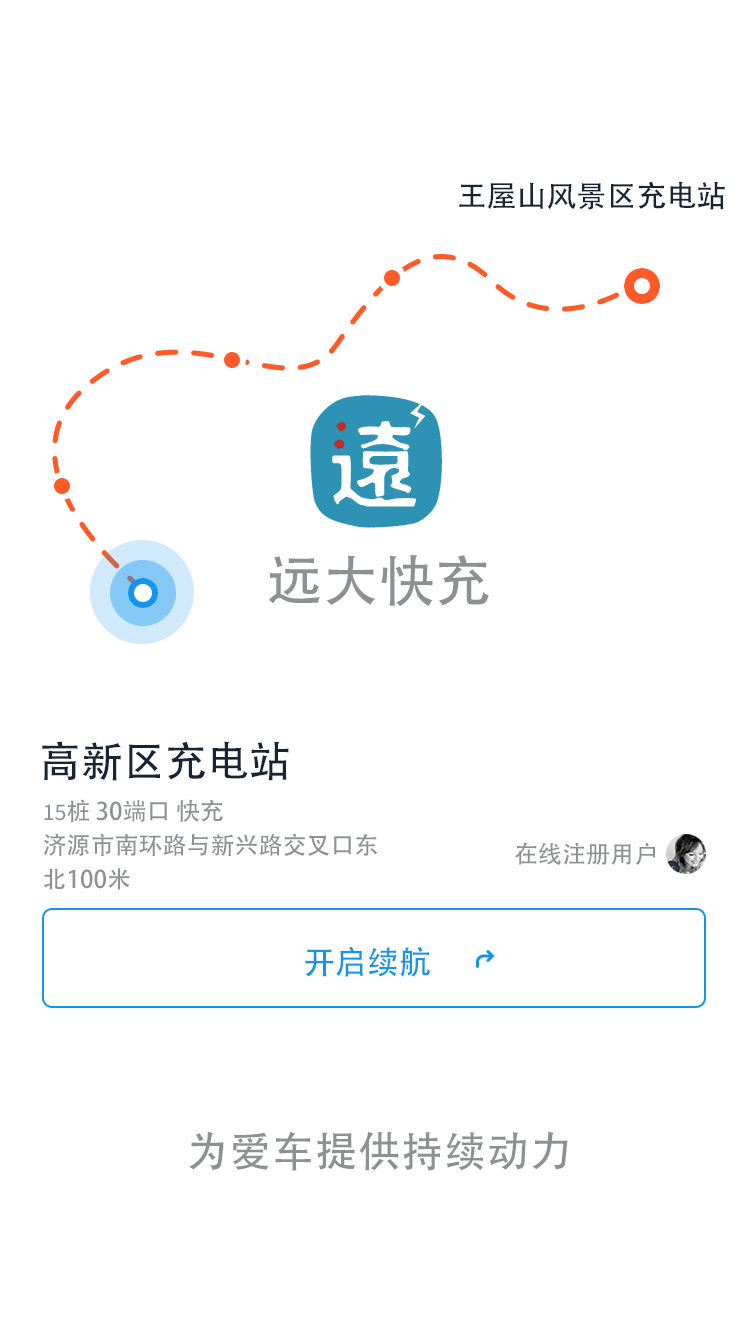 王屋山风景区充电站
遠
远大快充
高新区充电站
15桩 30端口 快充
济源市南环路与新兴路交叉口东
北100米
在线注册用户
开启续航
为爱车提供持续动力